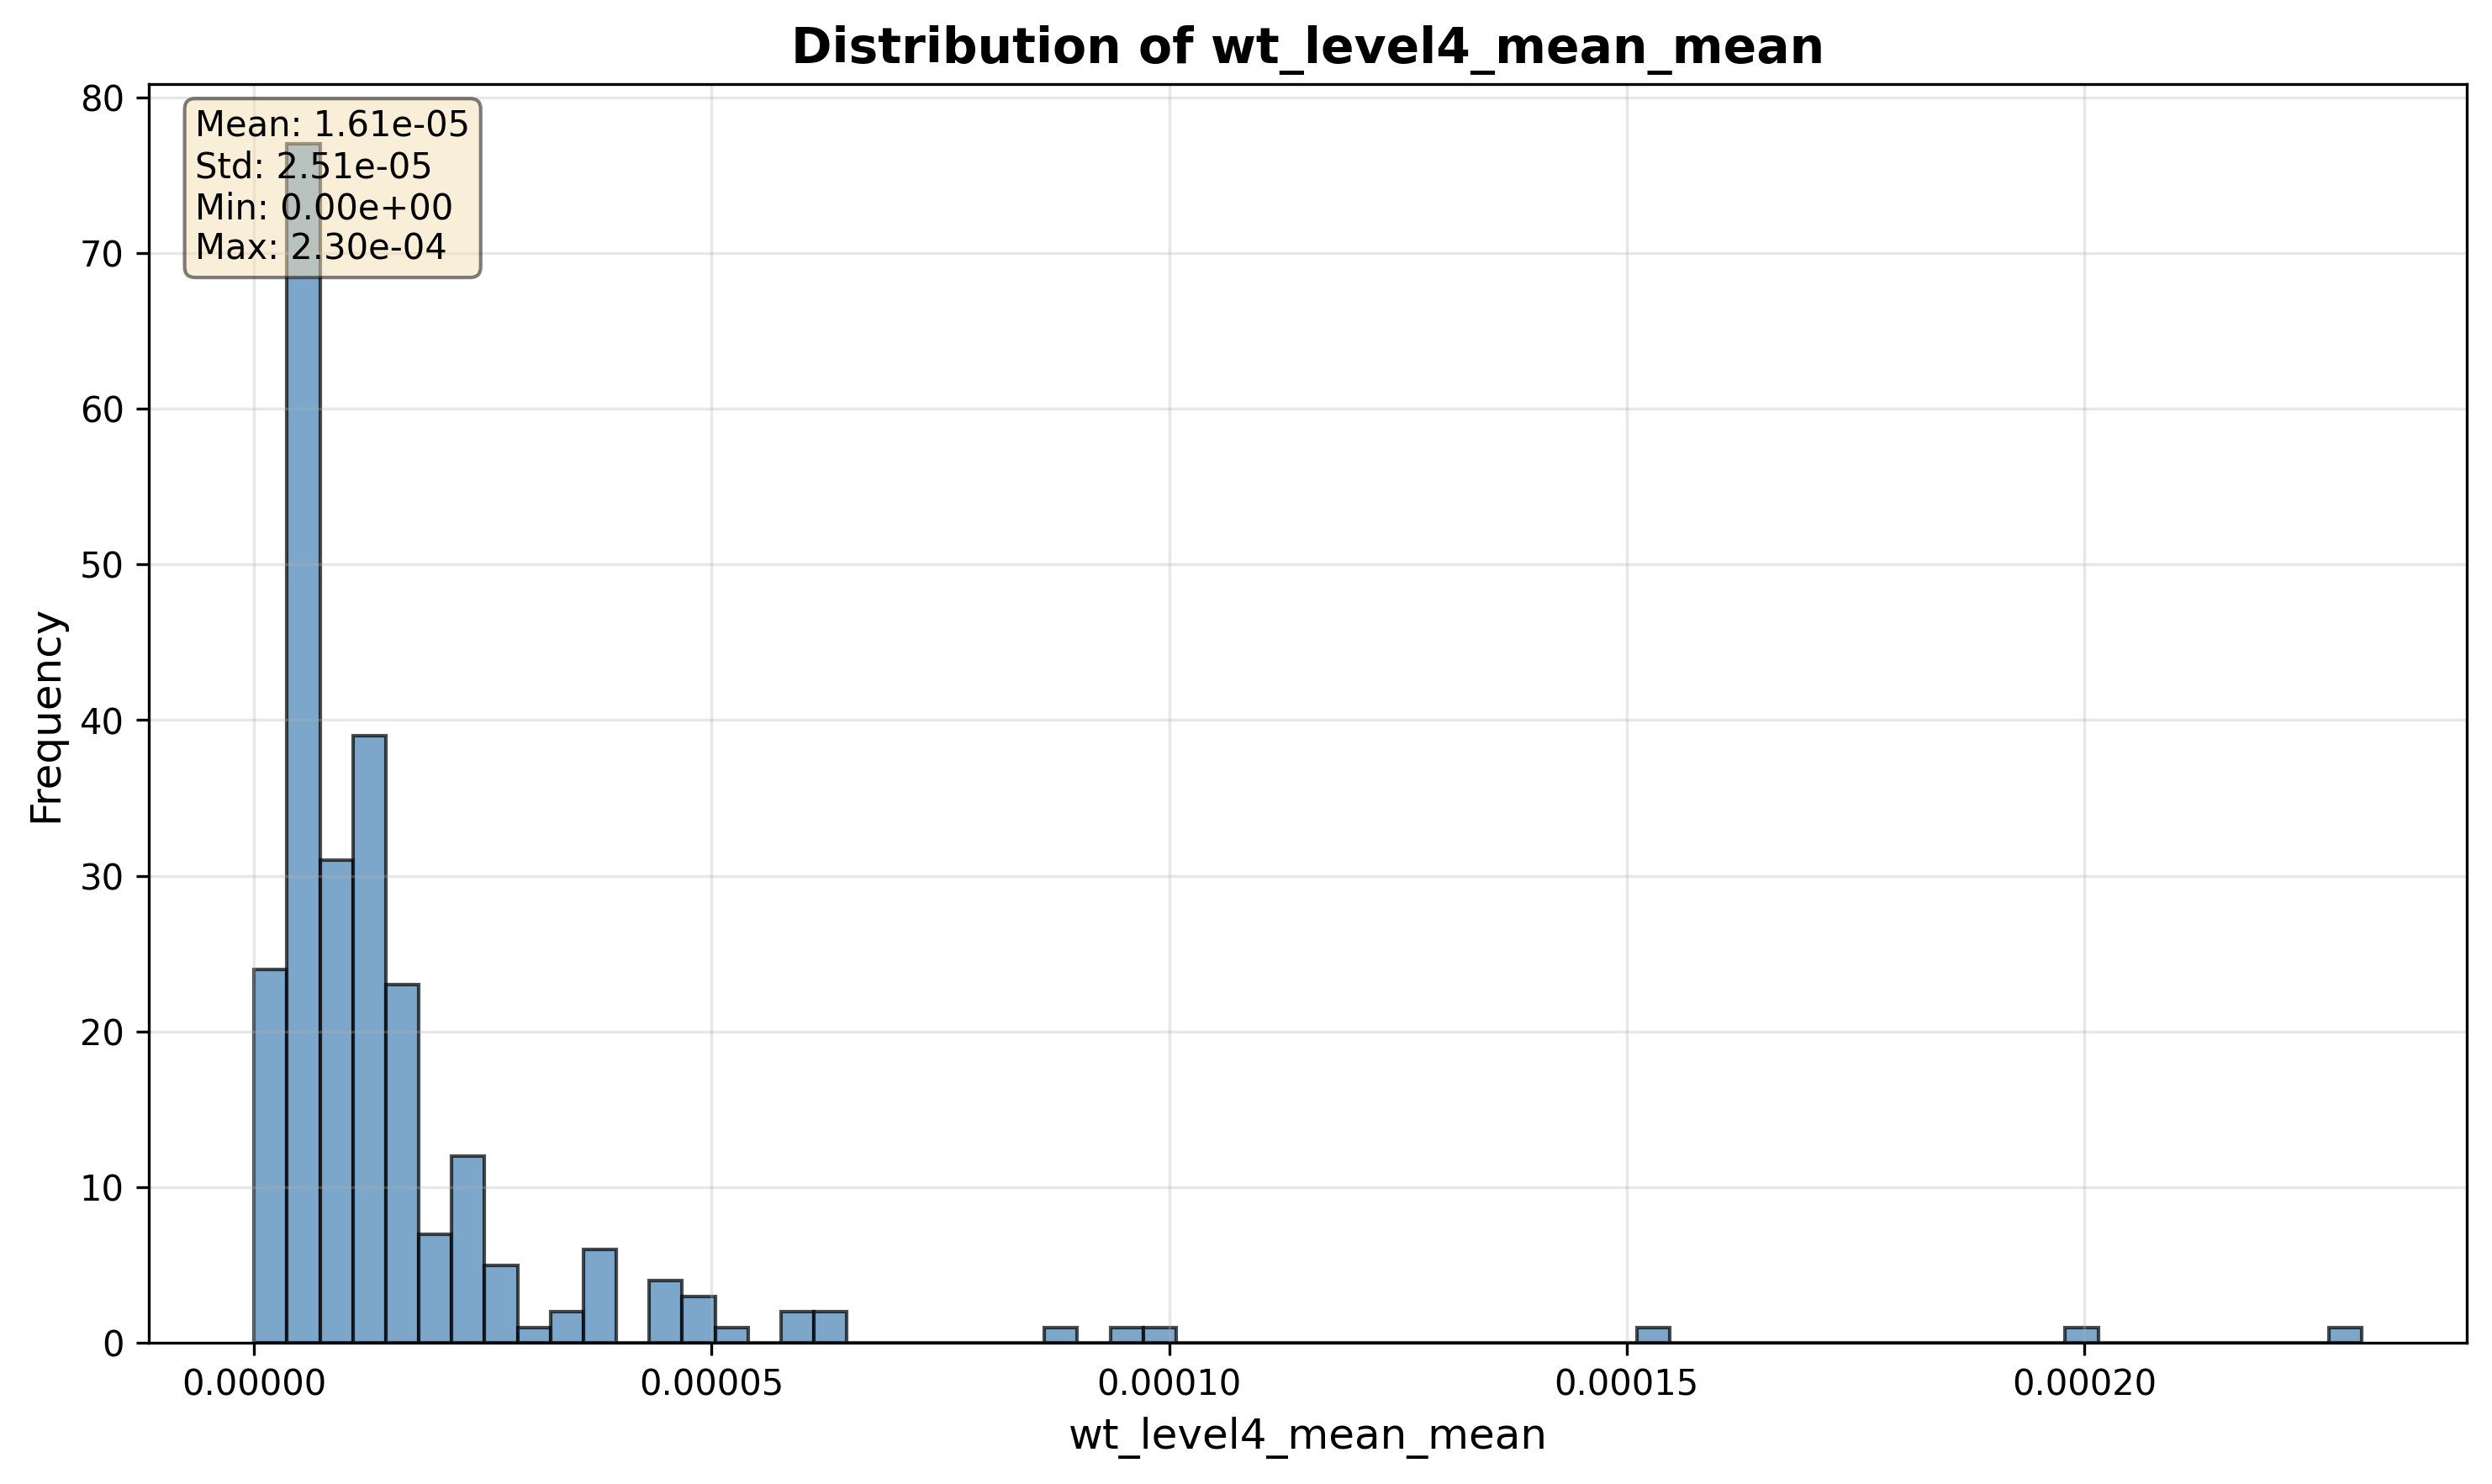 Distribution of wt_level4_mean_mean
80
Mean: 1.61e-05
Std: 2.51e-05
Min: 0.00e+00
Max: 2.30e-04
70
60
50
40
30
20
10
0
Frequency
0.00000 0.00005 0.00010 0.00015 0.00020
wt_level4_mean_mean